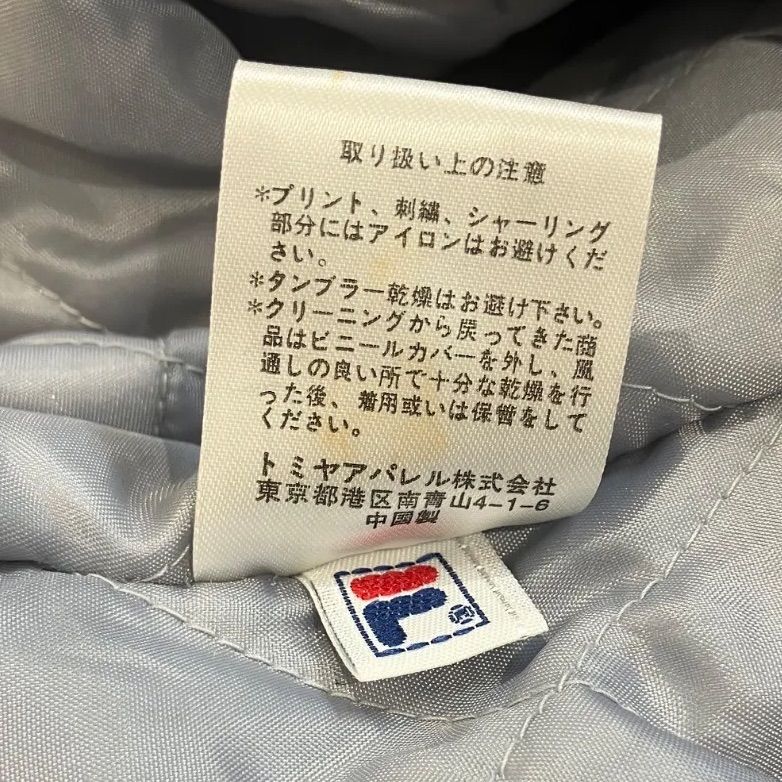 取り扱い上の注意
*プリント、刺繍、シャーリング
部分にはアイロンはお避けくだ
さい。
*タンブラー乾燥はお避け下さい。
*クリーニングから戻ってきた商
品はビニールカバーを外し、風
通しの良い所で十分な乾燥を行
った後、着用或いは保管をして
ください。
トミヤアパレル株式会社
東京都港区南青山4-1-6
中国製
F